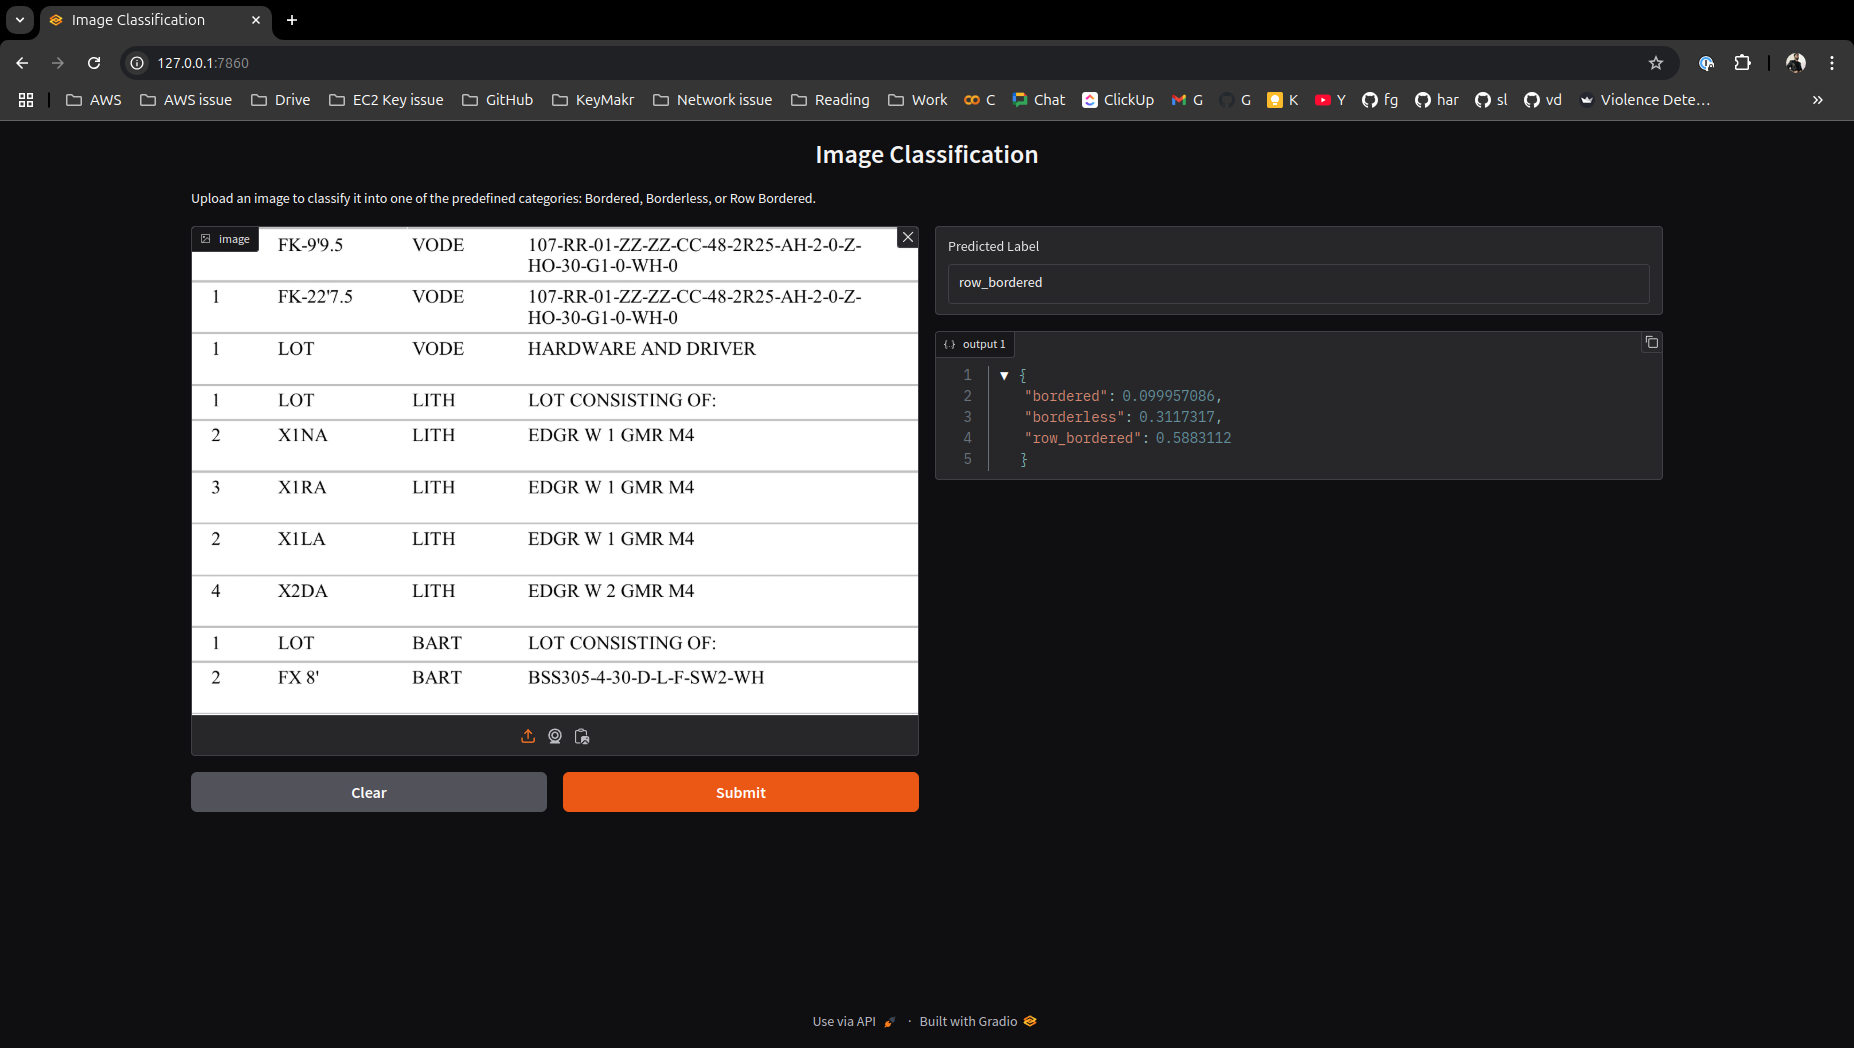 Image Classification
127.0.0.1:7860
AWS AWS issue Drive EC2 Key issue GitHub KeyMakr Network issue Reading Work C Chat ClickUp G G K Y fg har sl vd Violence Dete...
Image Classification
Upload an image to classify it into one of the predefined categories: Bordered, Borderless, or Row Bordered.
image
FK-9'9.5 VODE 107-RR-01-ZZ-ZZ-CC-48-2R25-AH-2-0-Z-
HO-30-G1-0-WH-0
1 FK-22'7.5 VODE 107-RR-01-ZZ-ZZ-CC-48-2R25-AH-2-0-Z-
HO-30-G1-0-WH-0
1 LOT VODE HARDWARE AND DRIVER
1 LOT LITH LOT CONSISTING OF:
2 X1NA LITH EDGR W 1 GMR M4
3 X1RA LITH EDGR W 1 GMR M4
2 X1LA LITH EDGR W 1 GMR M4
4 X2DA LITH EDGR W 2 GMR M4
1 LOT BART LOT CONSISTING OF:
2 FX 8' BART BSS305-4-30-D-L-F-SW2-WH
Clear
Submit
Predicted Label
row_bordered
{.} output 1
1 {
2 "bordered": 0.099957086,
3 "borderless": 0.3117317,
4 "row_bordered": 0.5883112
5 }
Use via API · Built with Gradio